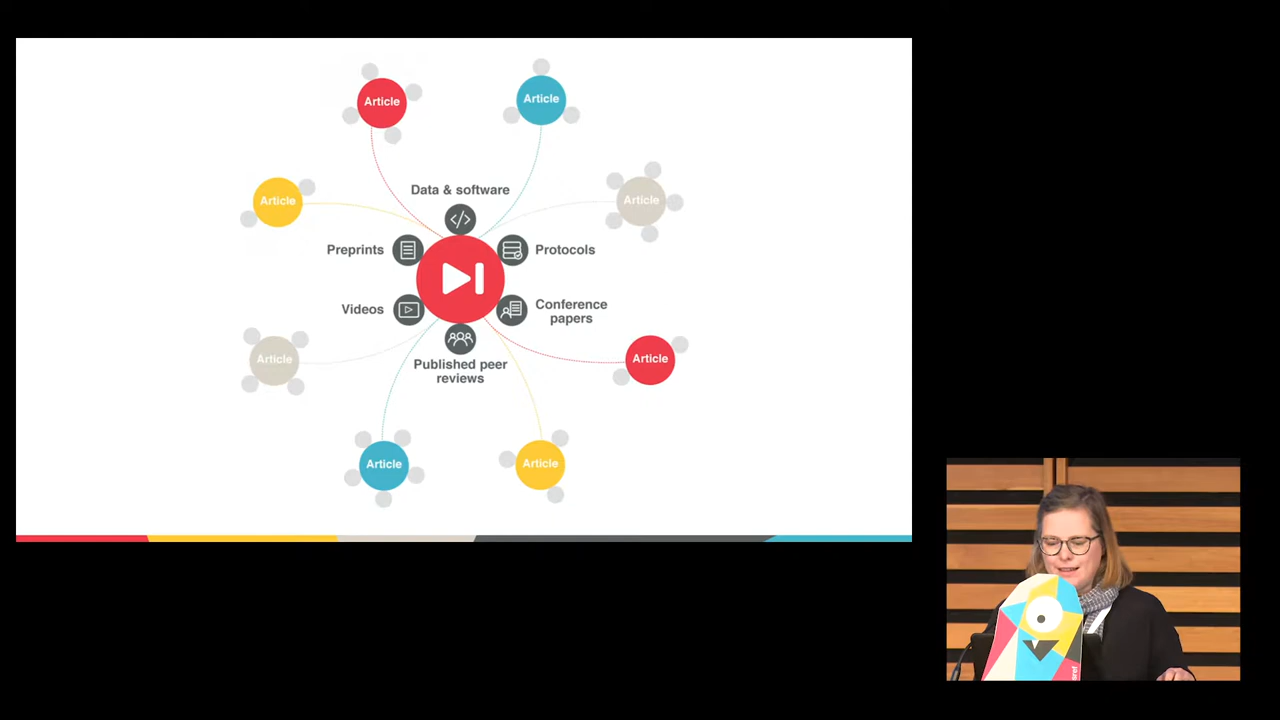 Article
Article
Article
Article
Data & software
Preprints
Protocols
Videos
Conference
papers
Published peer
reviews
Article
Article
Article
Article